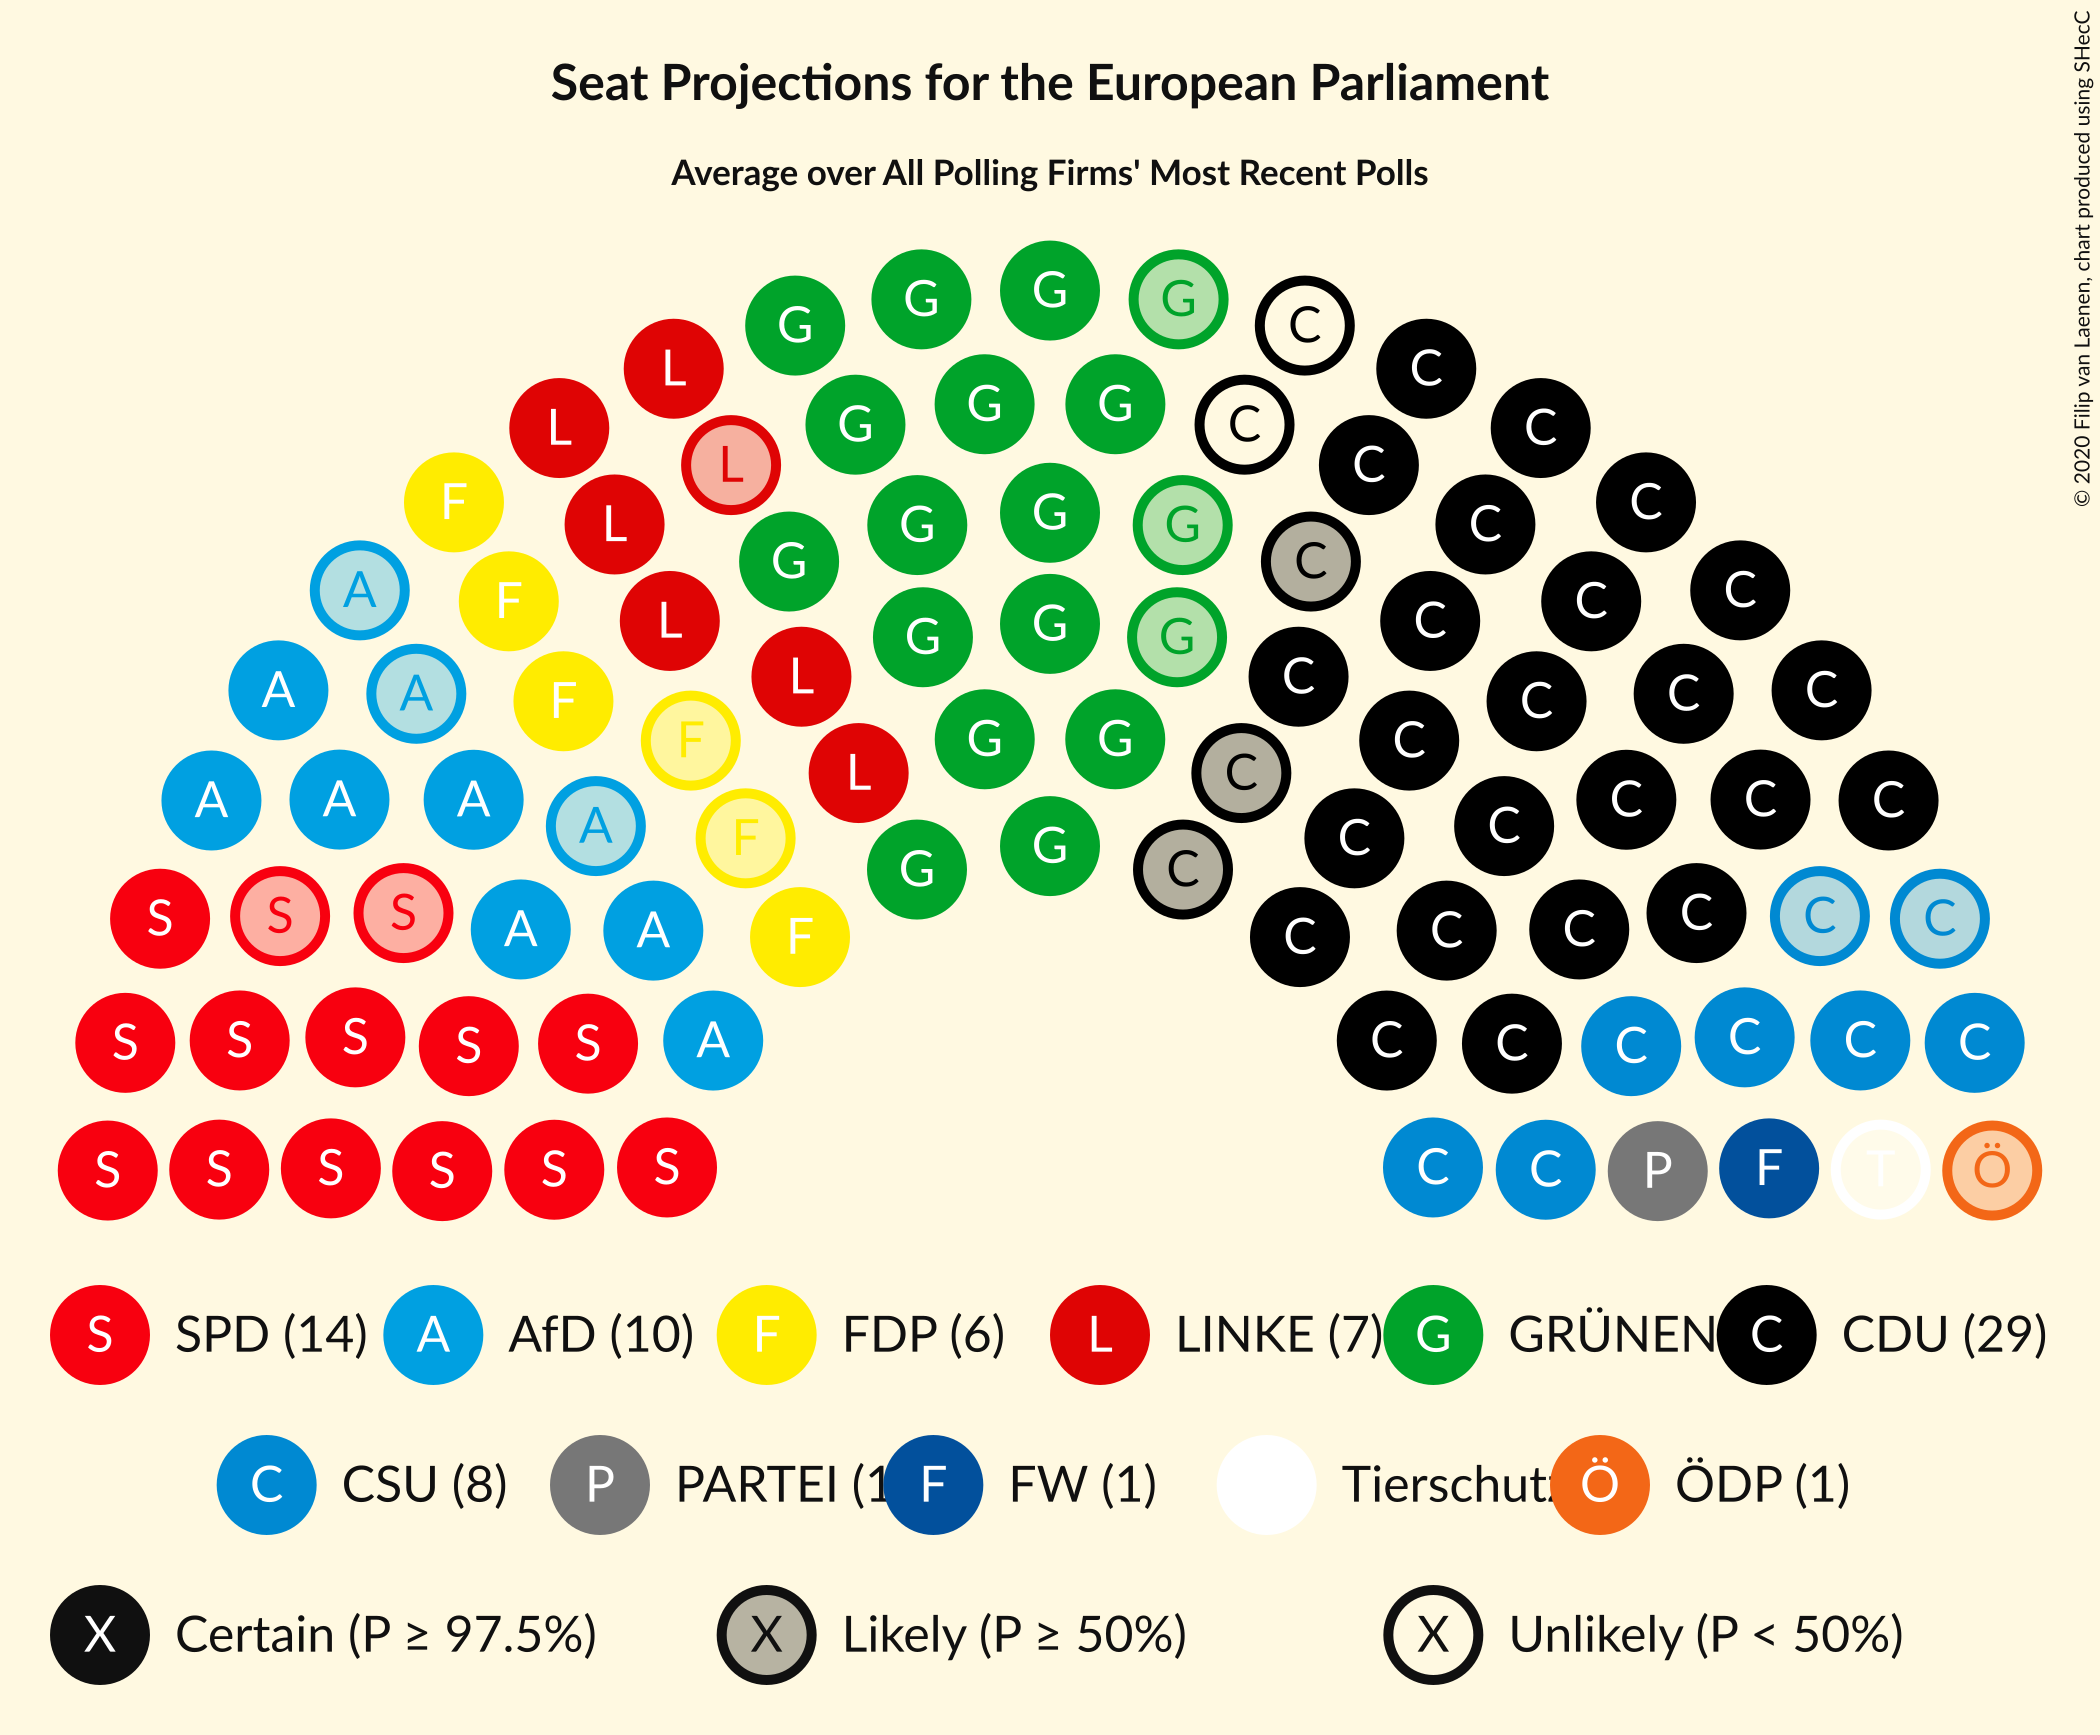 Seat Projections for the European Parliament
Average over All Polling Firms' Most Recent Polls
© 2020 Filip van Laenen, chart produced using SHecC
G G G G C
L C
L G G G C C
L C
F L G G G C C
A F G C C C
L G G G C
A A F L C C C C
F G G C
A A A L C C C C
A F G C C
G C
S S S A A F C C C C C C
S S S S S A C C C C C C
S S S S S S C C P F T Ö
S SPD (14) A AfD (10) F FDP (6) L LINKE (7) G GRÜNEN C CDU (29)
C CSU (8) P PARTEI (1 F FW (1) Tierschutz Ö ÖDP (1)
X Certain (P ≥ 97.5%) X Likely (P ≥ 50%) X Unlikely (P < 50%)